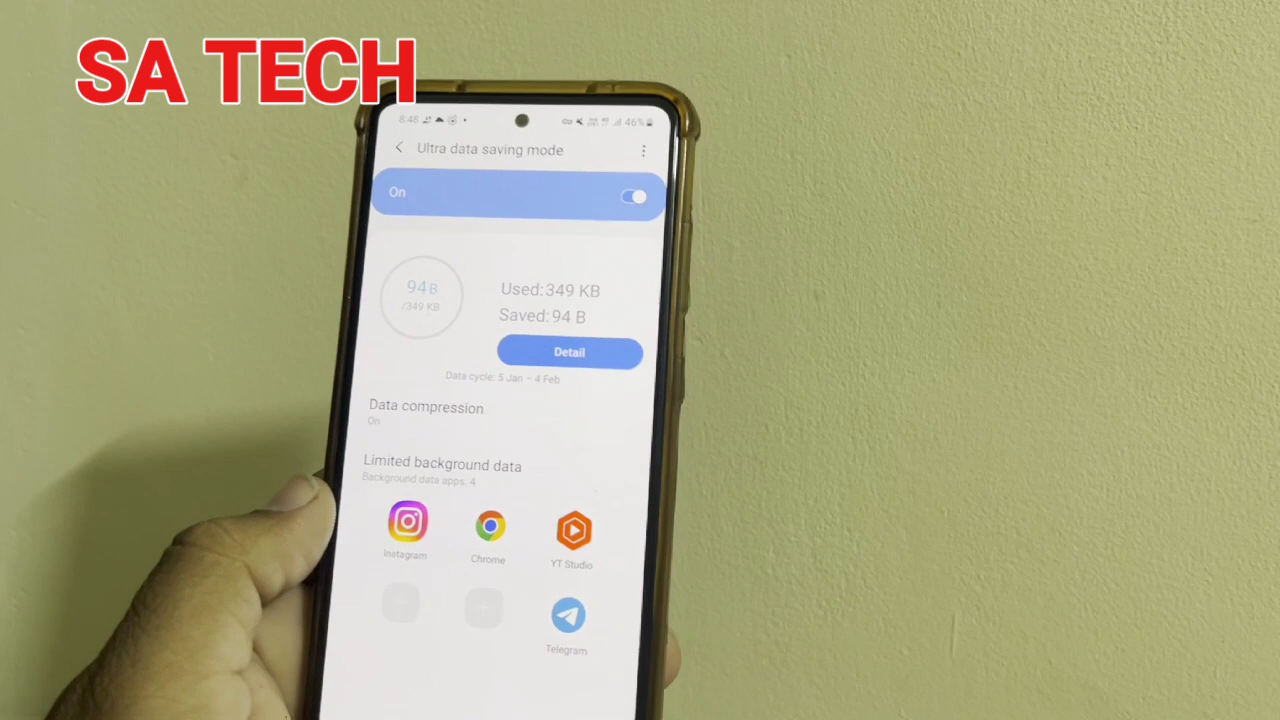 SA TECH
8:48
46%
Ultra data saving mode
On
94 B
/349 KB
Used: 349 KB
Saved: 94 B
Detail
Data cycle: 5 Jan – 4 Feb
Data compression
On
Limited background data
Background data apps. 4
Instagram
Chrome
YT Studio
Telegram